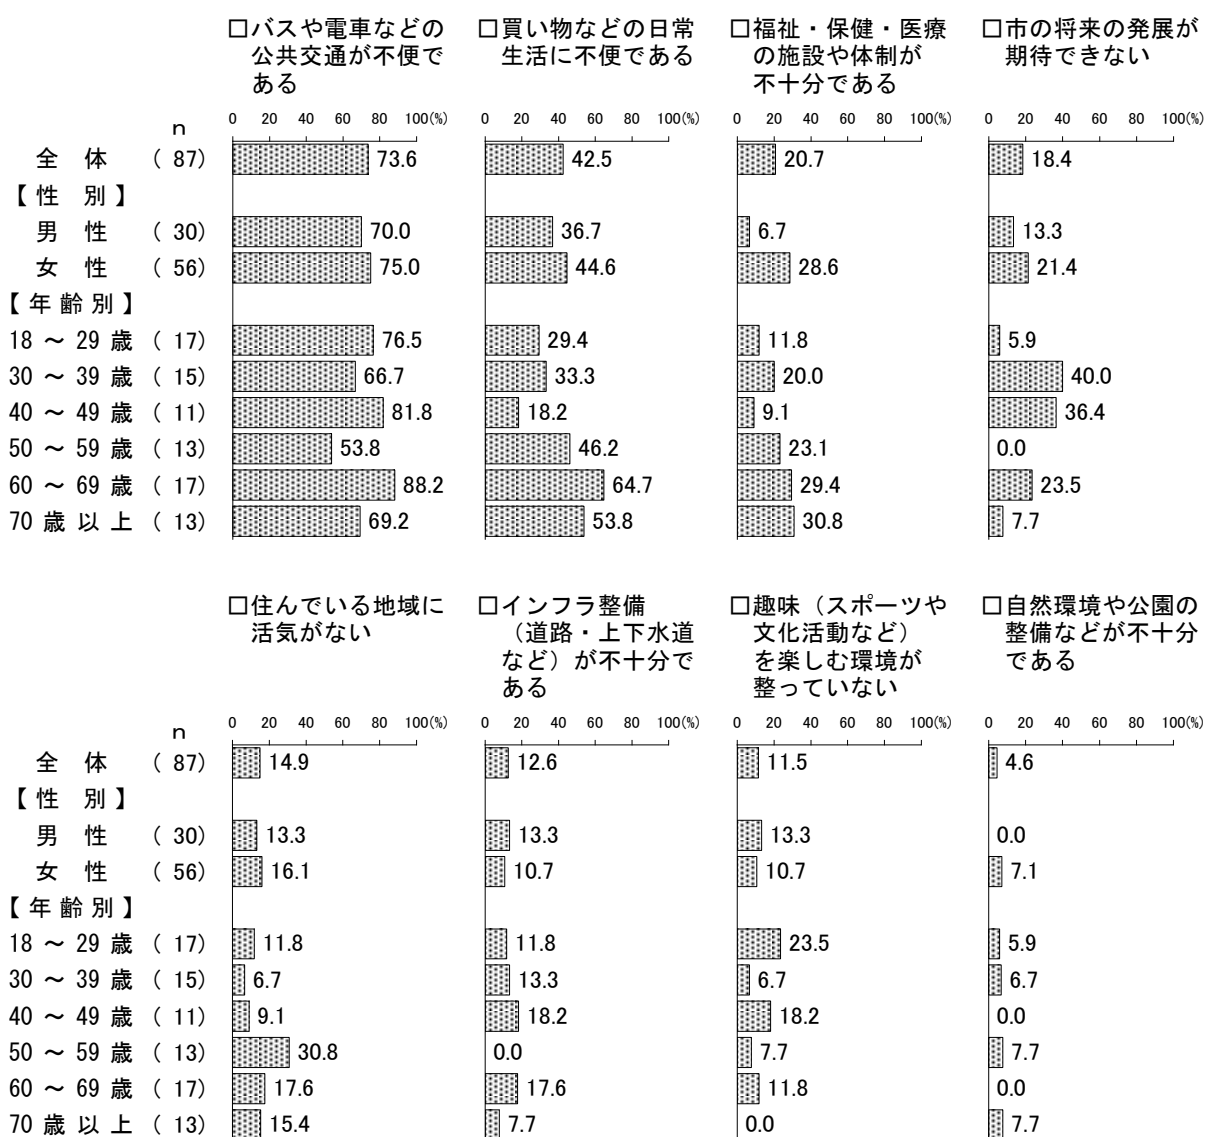 □バスや電車などの 公共交通が不便で ある
□買い物などの日常 生活に不便である
□福祉・保健・医療 の施設や体制が 不十分である
□市の将来の発展が 期待できない
n 0 20 40 60 80 100(%) 0 20 40 60 80 100(%) 0 20 40 60 80 100(%) 0 20 40 60 80 100(%)
全体 ( 87) 73.6 42.5 20.7 18.4
【性別】
男性 ( 30) 70.0 36.7 6.7 13.3
女性 ( 56) 75.0 44.6 28.6 21.4
【年齢別】
18 ～ 29 歳 ( 17) 76.5 29.4 11.8 5.9
30 ～ 39 歳 ( 15) 66.7 33.3 20.0 40.0
40 ～ 49 歳 ( 11) 81.8 18.2 9.1 36.4
50 ～ 59 歳 ( 13) 53.8 46.2 23.1 0.0
60 ～ 69 歳 ( 17) 88.2 64.7 29.4 23.5
70 歳以上 ( 13) 69.2 53.8 30.8 7.7
□住んでいる地域に 活気がない
□インフラ整備 （道路・上下水道 など）が不十分で ある
□趣味（スポーツや 文化活動など） を楽しむ環境が 整っていない
□自然環境や公園の 整備などが不十分 である
n 0 20 40 60 80 100(%) 0 20 40 60 80 100(%) 0 20 40 60 80 100(%) 0 20 40 60 80 100(%)
全体 ( 87) 14.9 12.6 11.5 4.6
【性別】
男性 ( 30) 13.3 13.3 13.3 0.0
女性 ( 56) 16.1 10.7 10.7 7.1
【年齢別】
18 ～ 29 歳 ( 17) 11.8 11.8 23.5 5.9
30 ～ 39 歳 ( 15) 6.7 13.3 6.7 6.7
40 ～ 49 歳 ( 11) 9.1 18.2 18.2 0.0
50 ～ 59 歳 ( 13) 30.8 0.0 7.7 7.7
60 ～ 69 歳 ( 17) 17.6 17.6 11.8 0.0
70 歳以上 ( 13) 15.4 7.7 0.0 7.7